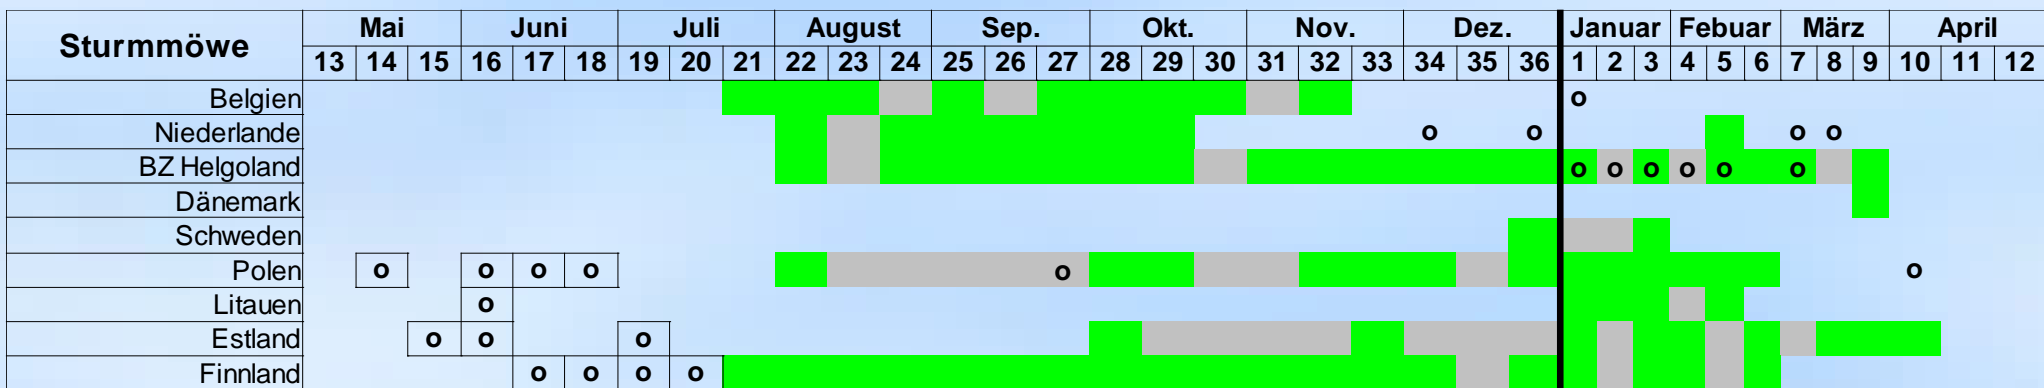 Sturmmöwe Mai Juni Juli August Sep. Okt. Nov. Dez. Januar Febuar März April
13 14 15 16 17 18 19 20 21 22 23 24 25 26 27 28 29 30 31 32 33 34 35 36 1 2 3 4 5 6 7 8 9 10 11 12
Belgien o
Niederlande o o o o
BZ Helgoland o o o o o o
Dänemark
Schweden
Polen o o o o o o
Litauen o
Estland o o o
Finnland o o o o